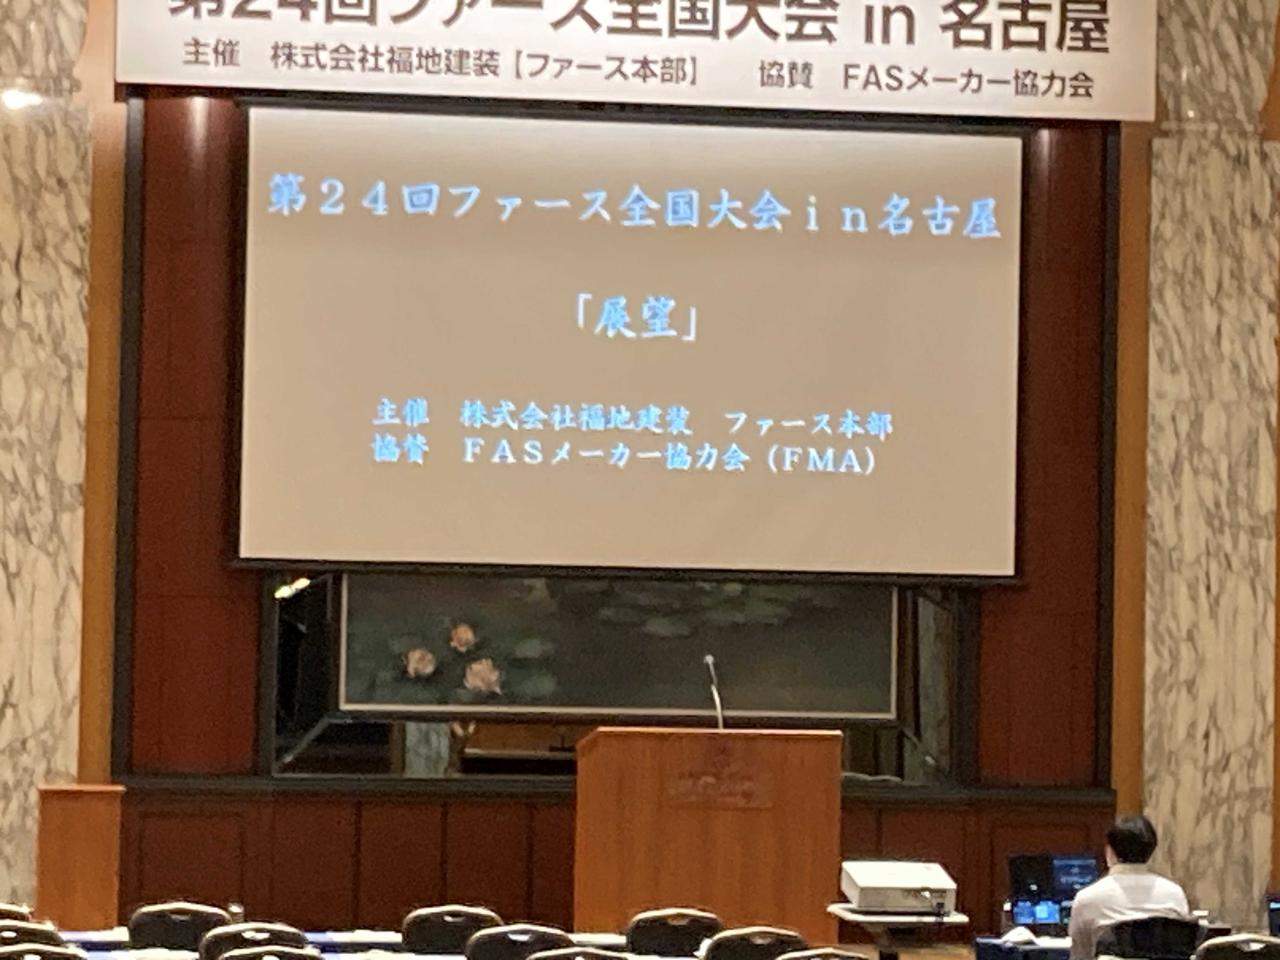 第24回ファース全国大会 in 名古屋
主催　株式会社福地建装【ファース本部】　協賛　FASメーカー協力会
第２４回ファース全国大会ｉｎ名古屋
「展望」
主催　株式会社福地建装　ファース本部
協賛　ＦＡＳメーカー協力会（ＦＭＡ）